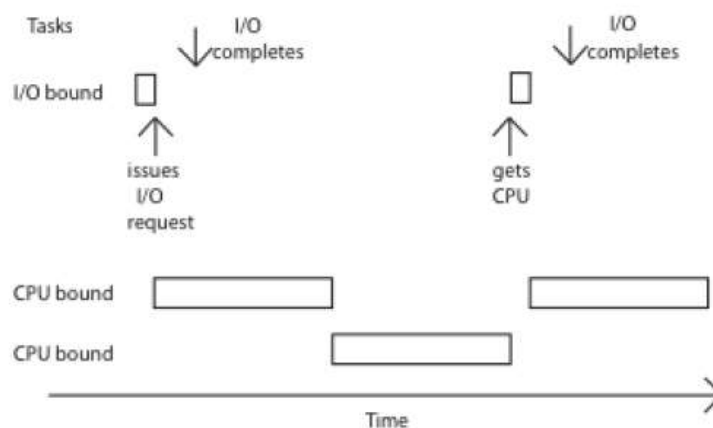 Tasks
I/O
completes
I/O
completes
I/O bound
issues
I/O
request
gets
CPU
CPU bound
CPU bound
Time